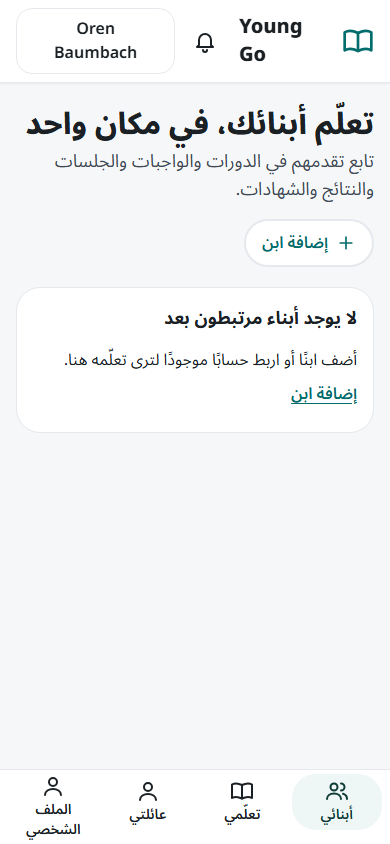 Young
Go
Oren
Baumbach
تعلّم أبنائك، في مكان واحد
تابع تقدمهم في الدورات والواجبات والجلسات
والنتائج والشهادات.
إضافة ابن
لا يوجد أبناء مرتبطون بعد
أضف ابنًا أو اربط حسابًا موجودًا لترى تعلّمه هنا.
إضافة ابن
أبنائي
تعلّمي
عائلتي
الملف
الشخصي